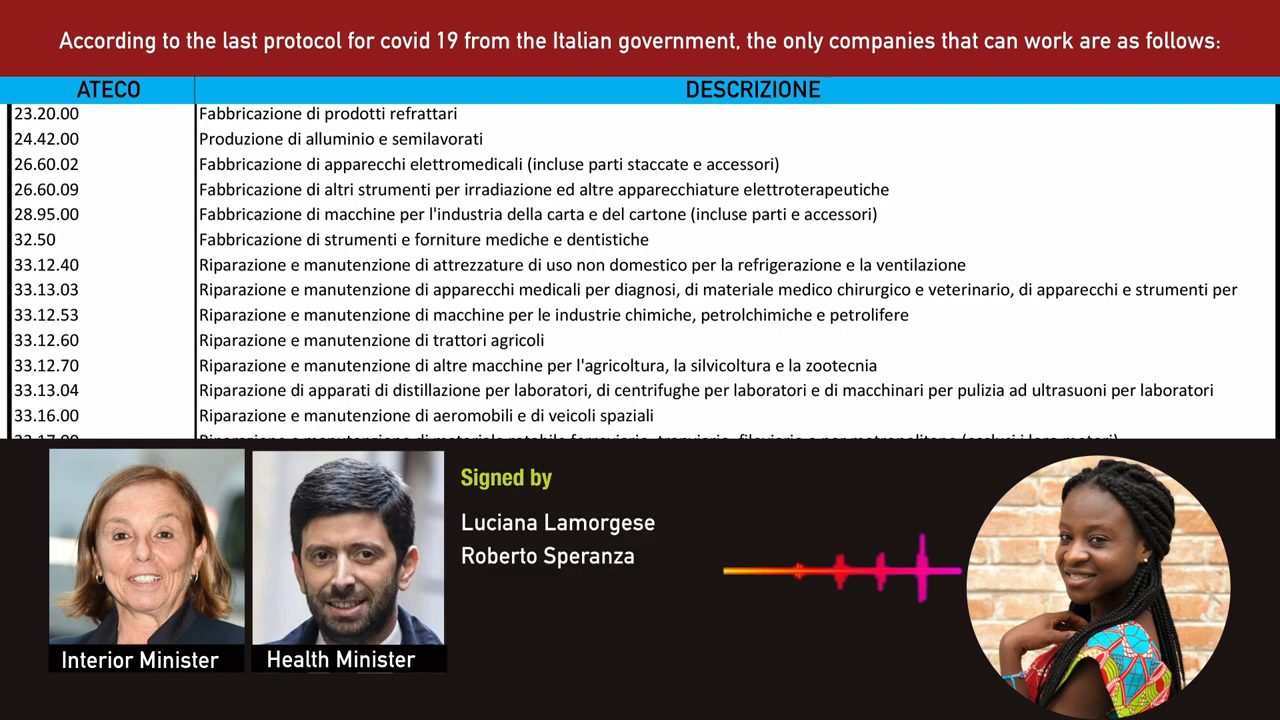 According to the last protocol for covid 19 from the Italian government, the only companies that can work are as follows:
ATECO DESCRIZIONE
23.20.00 Fabbricazione di prodotti refrattari
24.42.00 Produzione di alluminio e semilavorati
26.60.02 Fabbricazione di apparecchi elettromedicali (incluse parti staccate e accessori)
26.60.09 Fabbricazione di altri strumenti per irradiazione ed altre apparecchiature elettroterapeutiche
28.95.00 Fabbricazione di macchine per l'industria della carta e del cartone (incluse parti e accessori)
32.50 Fabbricazione di strumenti e forniture mediche e dentistiche
33.12.40 Riparazione e manutenzione di attrezzature di uso non domestico per la refrigerazione e la ventilazione
33.13.03 Riparazione e manutenzione di apparecchi medicali per diagnosi, di materiale medico chirurgico e veterinario, di apparecchi e strumenti per
33.12.53 Riparazione e manutenzione di macchine per le industrie chimiche, petrolchimiche e petrolifere
33.12.60 Riparazione e manutenzione di trattori agricoli
33.12.70 Riparazione e manutenzione di altre macchine per l'agricoltura, la silvicoltura e la zootecnia
33.13.04 Riparazione di apparati di distillazione per laboratori, di centrifughe per laboratori e di macchinari per pulizia ad ultrasuoni per laboratori
33.16.00 Riparazione e manutenzione di aeromobili e di veicoli spaziali
Signed by
Luciana Lamorgese
Roberto Speranza
Interior Minister
Health Minister